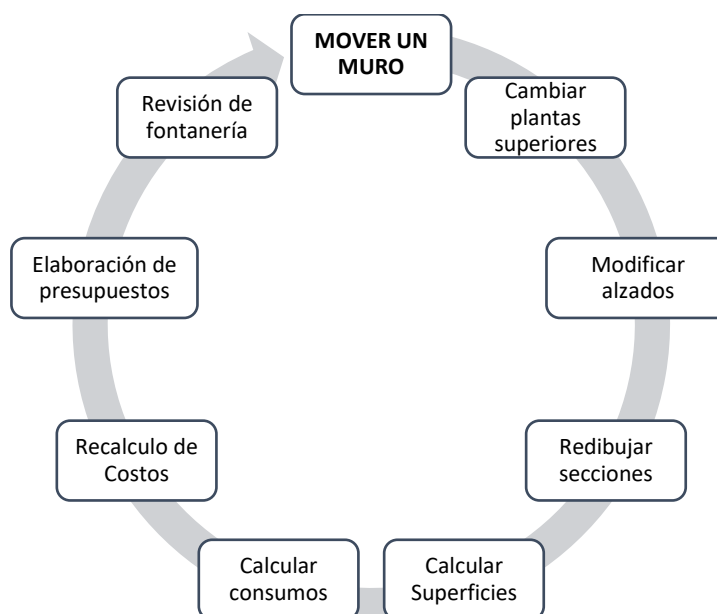 MOVER UN
MURO
Cambiar
plantas
superiores
Modificar
alzados
Redibujar
secciones
Calcular
Superficies
Calcular
consumos
Recalculo de
Costos
Elaboración de
presupuestos
Revisión de
fontanería